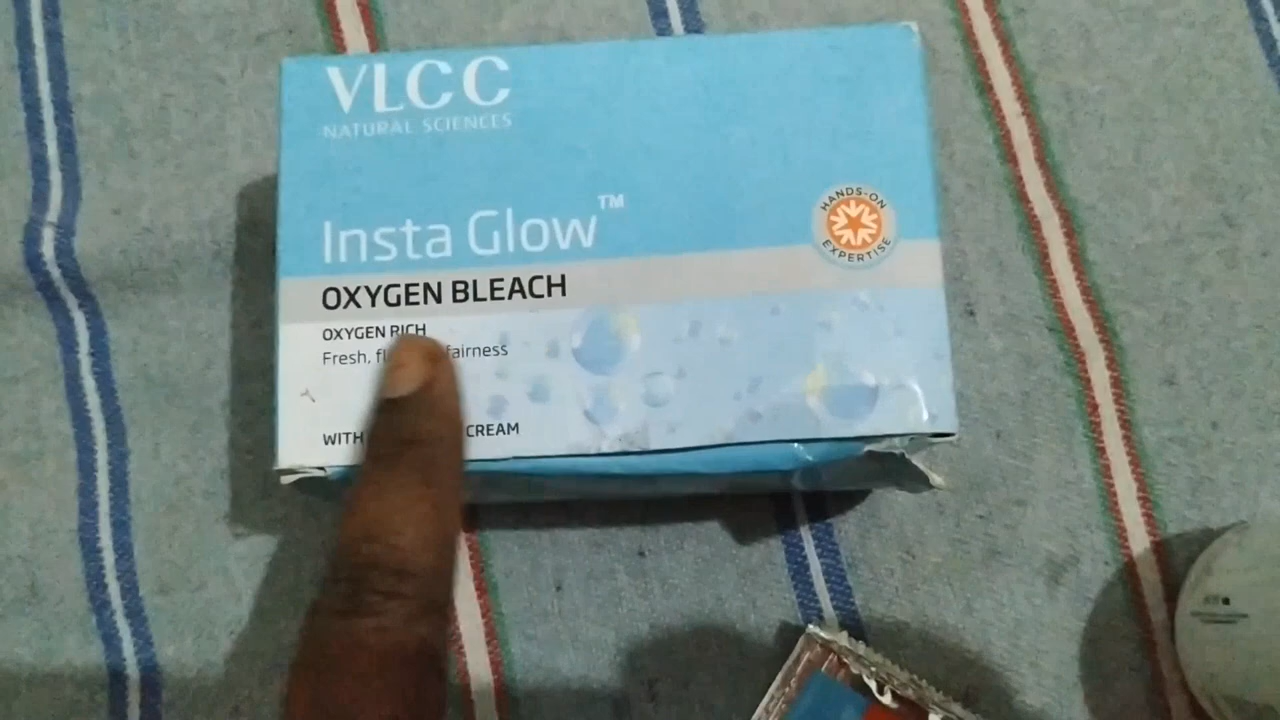 VLCC
NATURAL SCIENCES
Insta Glow™
HANDS-ON
EXPERTISE
OXYGEN BLEACH
OXYGEN RICH
Fresh, fairness
WITH CREAM